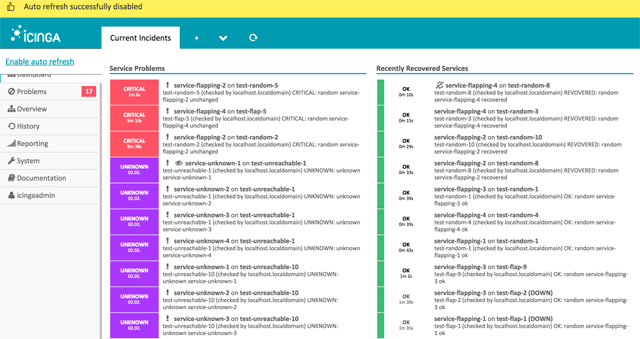 Auto refresh successfully disabled
icinga
Current Incidents
+
Enable auto refresh
Dashboard
Problems 17
Overview
History
Reporting
System
Documentation
icingaadmin
Service Problems
CRITICAL
2m 6s
! service-flapping-2 on test-random-5
test-random-5 (checked by localhost.localdomain) CRITICAL: random service-
flapping-2 unchanged
CRITICAL
9m 33s
! service-flapping-4 on test-flap-5
test-flap-5 (checked by localhost.localdomain) CRITICAL: random service-
flapping-4 unchanged
CRITICAL
9m 38s
! service-flapping-2 on test-random-2
test-random-2 (checked by localhost.localdomain) CRITICAL: random service-
flapping-2 unchanged
UNKNOWN
02.02.
! service-unknown-1 on test-unreachable-1
test-unreachable-1 (checked by localhost.localdomain) UNKNOWN: unknown
service-unknown-1
UNKNOWN
02.02.
! service-unknown-2 on test-unreachable-1
test-unreachable-1 (checked by localhost.localdomain) UNKNOWN: unknown
service-unknown-2
UNKNOWN
02.02.
! service-unknown-3 on test-unreachable-1
test-unreachable-1 (checked by localhost.localdomain) UNKNOWN: unknown
service-unknown-3
UNKNOWN
02.02.
! service-unknown-4 on test-unreachable-1
test-unreachable-1 (checked by localhost.localdomain) UNKNOWN: unknown
service-unknown-4
UNKNOWN
02.02.
! service-unknown-1 on test-unreachable-10
test-unreachable-10 (checked by localhost.localdomain) UNKNOWN:
unknown service-unknown-1
UNKNOWN
02.02.
! service-unknown-2 on test-unreachable-10
test-unreachable-10 (checked by localhost.localdomain) UNKNOWN:
unknown service-unknown-2
UNKNOWN
02.02.
! service-unknown-3 on test-unreachable-10
test-unreachable-10 (checked by localhost.localdomain) UNKNOWN:
unknown service-unknown-3
Recently Recovered Services
OK
0m 10s
service-flapping-4 on test-random-8
test-random-8 (checked by localhost.localdomain) REVOVERED: random
service-flapping-4 recovered
OK
0m 15s
service-flapping-4 on test-random-3
test-random-3 (checked by localhost.localdomain) REVOVERED: random
service-flapping-4 recovered
OK
0m 29s
service-flapping-2 on test-random-10
test-random-10 (checked by localhost.localdomain) REVOVERED: random
service-flapping-2 recovered
OK
0m 33s
service-flapping-2 on test-random-8
test-random-8 (checked by localhost.localdomain) REVOVERED: random
service-flapping-2 recovered
OK
0m 39s
service-flapping-3 on test-random-1
test-random-1 (checked by localhost.localdomain) OK: random service-
flapping-3 ok
OK
0m 39s
service-flapping-4 on test-random-4
test-random-4 (checked by localhost.localdomain) OK: random service-
flapping-4 ok
OK
0m 43s
service-flapping-1 on test-random-1
test-random-1 (checked by localhost.localdomain) OK: random service-
flapping-1 ok
OK
1m 2s
service-flapping-3 on test-flap-9
test-flap-9 (checked by localhost.localdomain) OK: random service-flapping-
3 ok
OK
1m 30s
service-flapping-3 on test-flap-2 (DOWN)
test-flap-2 (checked by localhost.localdomain) OK: random service-flapping-
3 ok
OK
1m 35s
service-flapping-1 on test-flap-1 (DOWN)
test-flap-1 (checked by localhost.localdomain) OK: random service-flapping-
1 ok